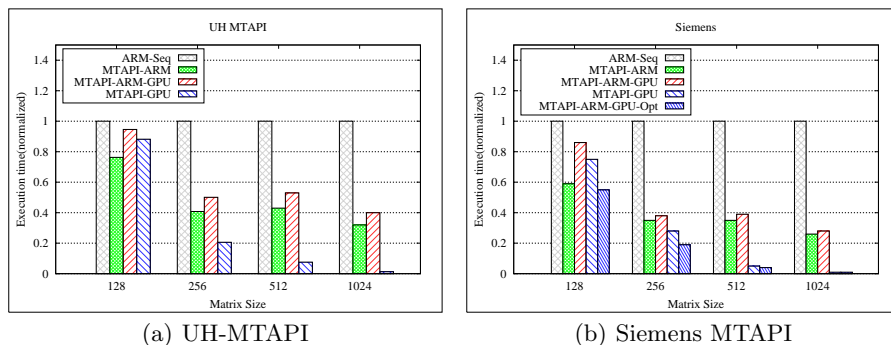 UH MTAPI
Execution time(normalized)
1.4
1.2
1
0.8
0.6
0.4
0.2
0
ARM-Seq
MTAPI-ARM
MTAPI-ARM-GPU
MTAPI-GPU
128 256 512 1024
Matrix Size
(a) UH-MTAPI
Siemens
Execution time(normalized)
1.4
1.2
1
0.8
0.6
0.4
0.2
0
ARM-Seq
MTAPI-ARM
MTAPI-ARM-GPU
MTAPI-GPU
MTAPI-ARM-GPU-Opt
128 256 512 1024
Matrix Size
(b) Siemens MTAPI